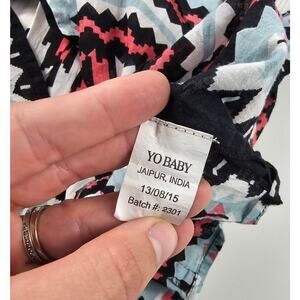 YO BABY
JAIPUR, INDIA
13/08/15
Batch #: 2301